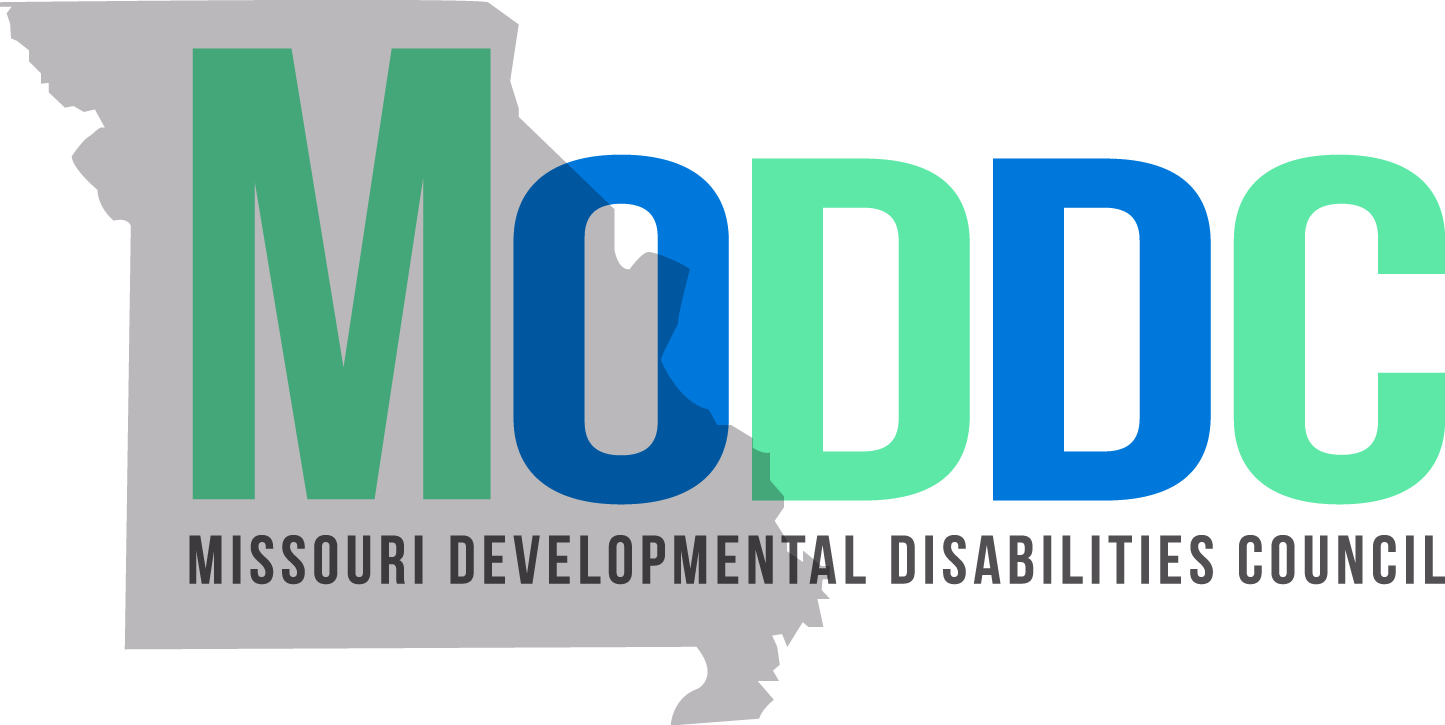 MODDC
MISSOURI DEVELOPMENTAL DISABILITIES COUNCIL